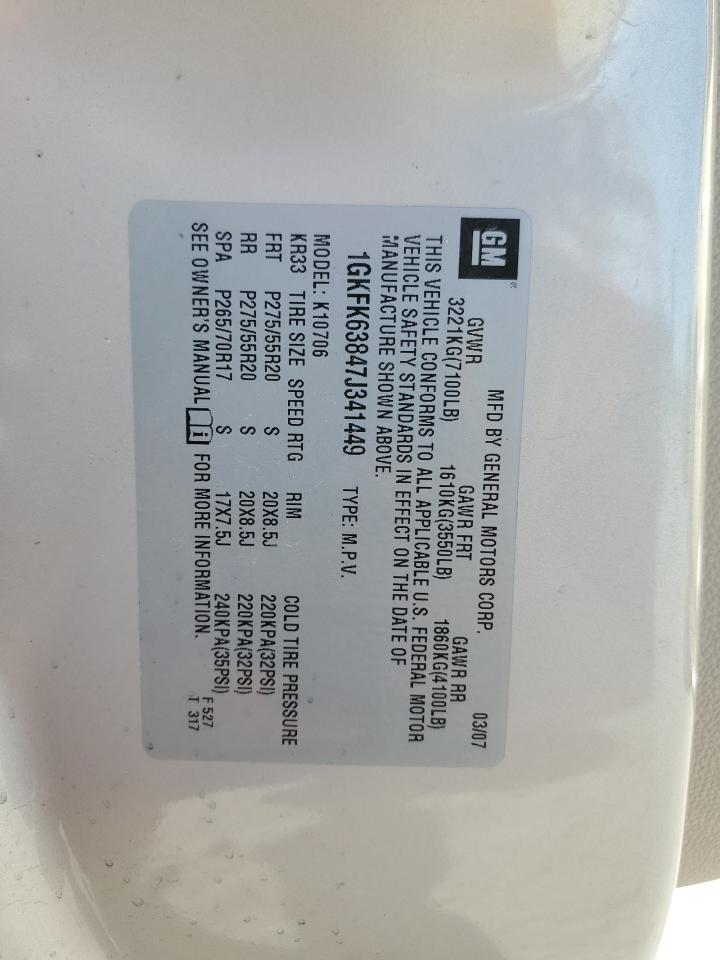 GM®
MFD BY GENERAL MOTORS CORP. 03/07
GVWR GAWR FRT GAWR RR
3221KG(7100LB) 1610KG(3550LB) 1860KG(4100LB)
THIS VEHICLE CONFORMS TO ALL APPLICABLE U.S. FEDERAL MOTOR
VEHICLE SAFETY STANDARDS IN EFFECT ON THE DATE OF
MANUFACTURE SHOWN ABOVE.
1GKFK63847J341449 TYPE: M.P.V.
MODEL: K10706
KR33 TIRE SIZE SPEED RTG RIM COLD TIRE PRESSURE
FRT P275/55R20 S 20X8.5J 220KPA(32PSI)
RR P275/55R20 S 20X8.5J 220KPA(32PSI)
SPA P265/70R17 S 17X7.5J 240KPA(35PSI)
SEE OWNER'S MANUAL i FOR MORE INFORMATION.
F 527
T 317